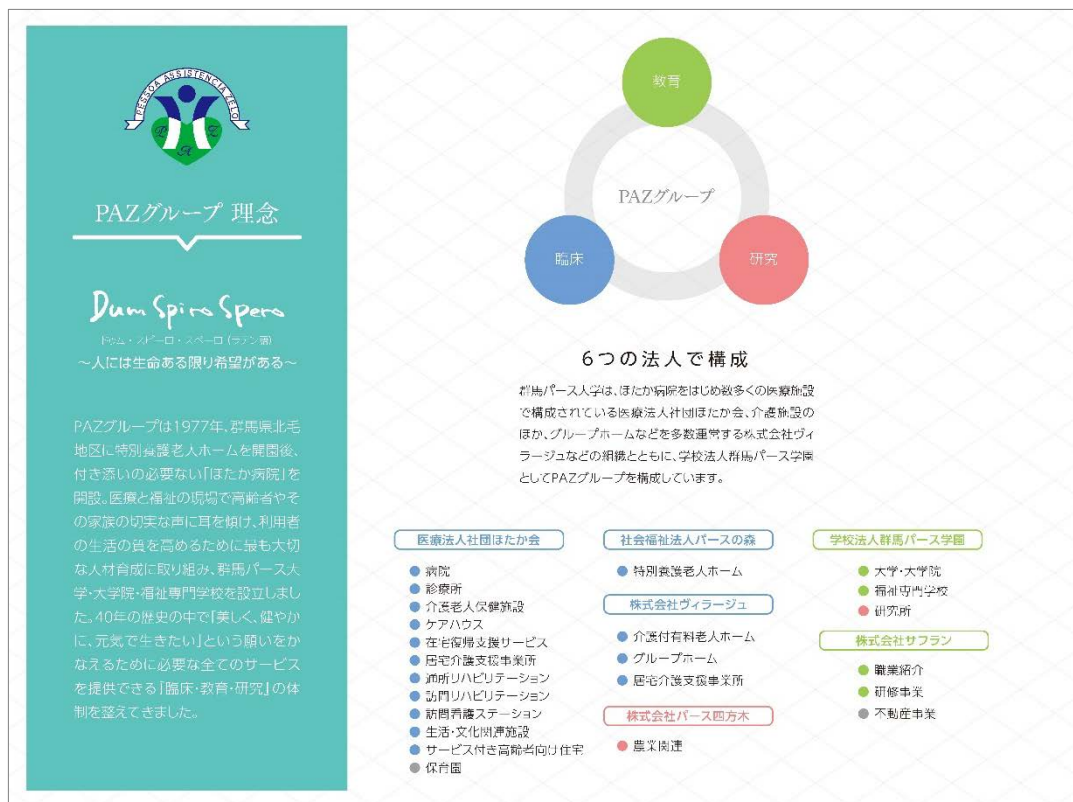 PESSOA ASSISTENCIA ZELO
P
A
Z
PAZグループ 理念
Dum Spiro Spero
ドゥム・スピーロ・スペーロ（ラテン語）
～人には生命ある限り希望がある～
PAZグループは1977年、群馬県北毛
地区に特別養護老人ホームを開園後、
付き添いの必要ない「ほたか病院」を
開設。医療と福祉の現場で高齢者やそ
の家族の切実な声に耳を傾け、利用者
の生活の質を高めるために最も大切
な人材育成に取り組み、群馬パース大
学・大学院・福祉専門学校を設立しまし
た。40年の歴史の中で「美しく、健やか
に、元気で生きたい」という願いをか
なえるために必要な全てのサービス
を提供できる「臨床・教育・研究」の体
制を整えてきました。
教育
PAZグループ
臨床
研究
6つの法人で構成
群馬パース大学は、ほたか病院をはじめ数多くの医療施設
で構成されている医療法人社団ほたか会、介護施設の
ほか、グループホームなどを多数運営する株式会社ヴィ
ラージュなどの組織とともに、学校法人群馬パース学園
としてPAZグループを構成しています。
医療法人社団ほたか会
病院
診療所
介護老人保健施設
ケアハウス
在宅復帰支援サービス
居宅介護支援事業所
通所リハビリテーション
訪問リハビリテーション
訪問看護ステーション
生活・文化関連施設
サービス付き高齢者向け住宅
保育園
社会福祉法人パースの森
特別養護老人ホーム
株式会社ヴィラージュ
介護付有料老人ホーム
グループホーム
居宅介護支援事業所
株式会社パース四方木
農業関連
学校法人群馬パース学園
大学・大学院
福祉専門学校
研究所
株式会社サフラン
職業紹介
研修事業
不動産事業